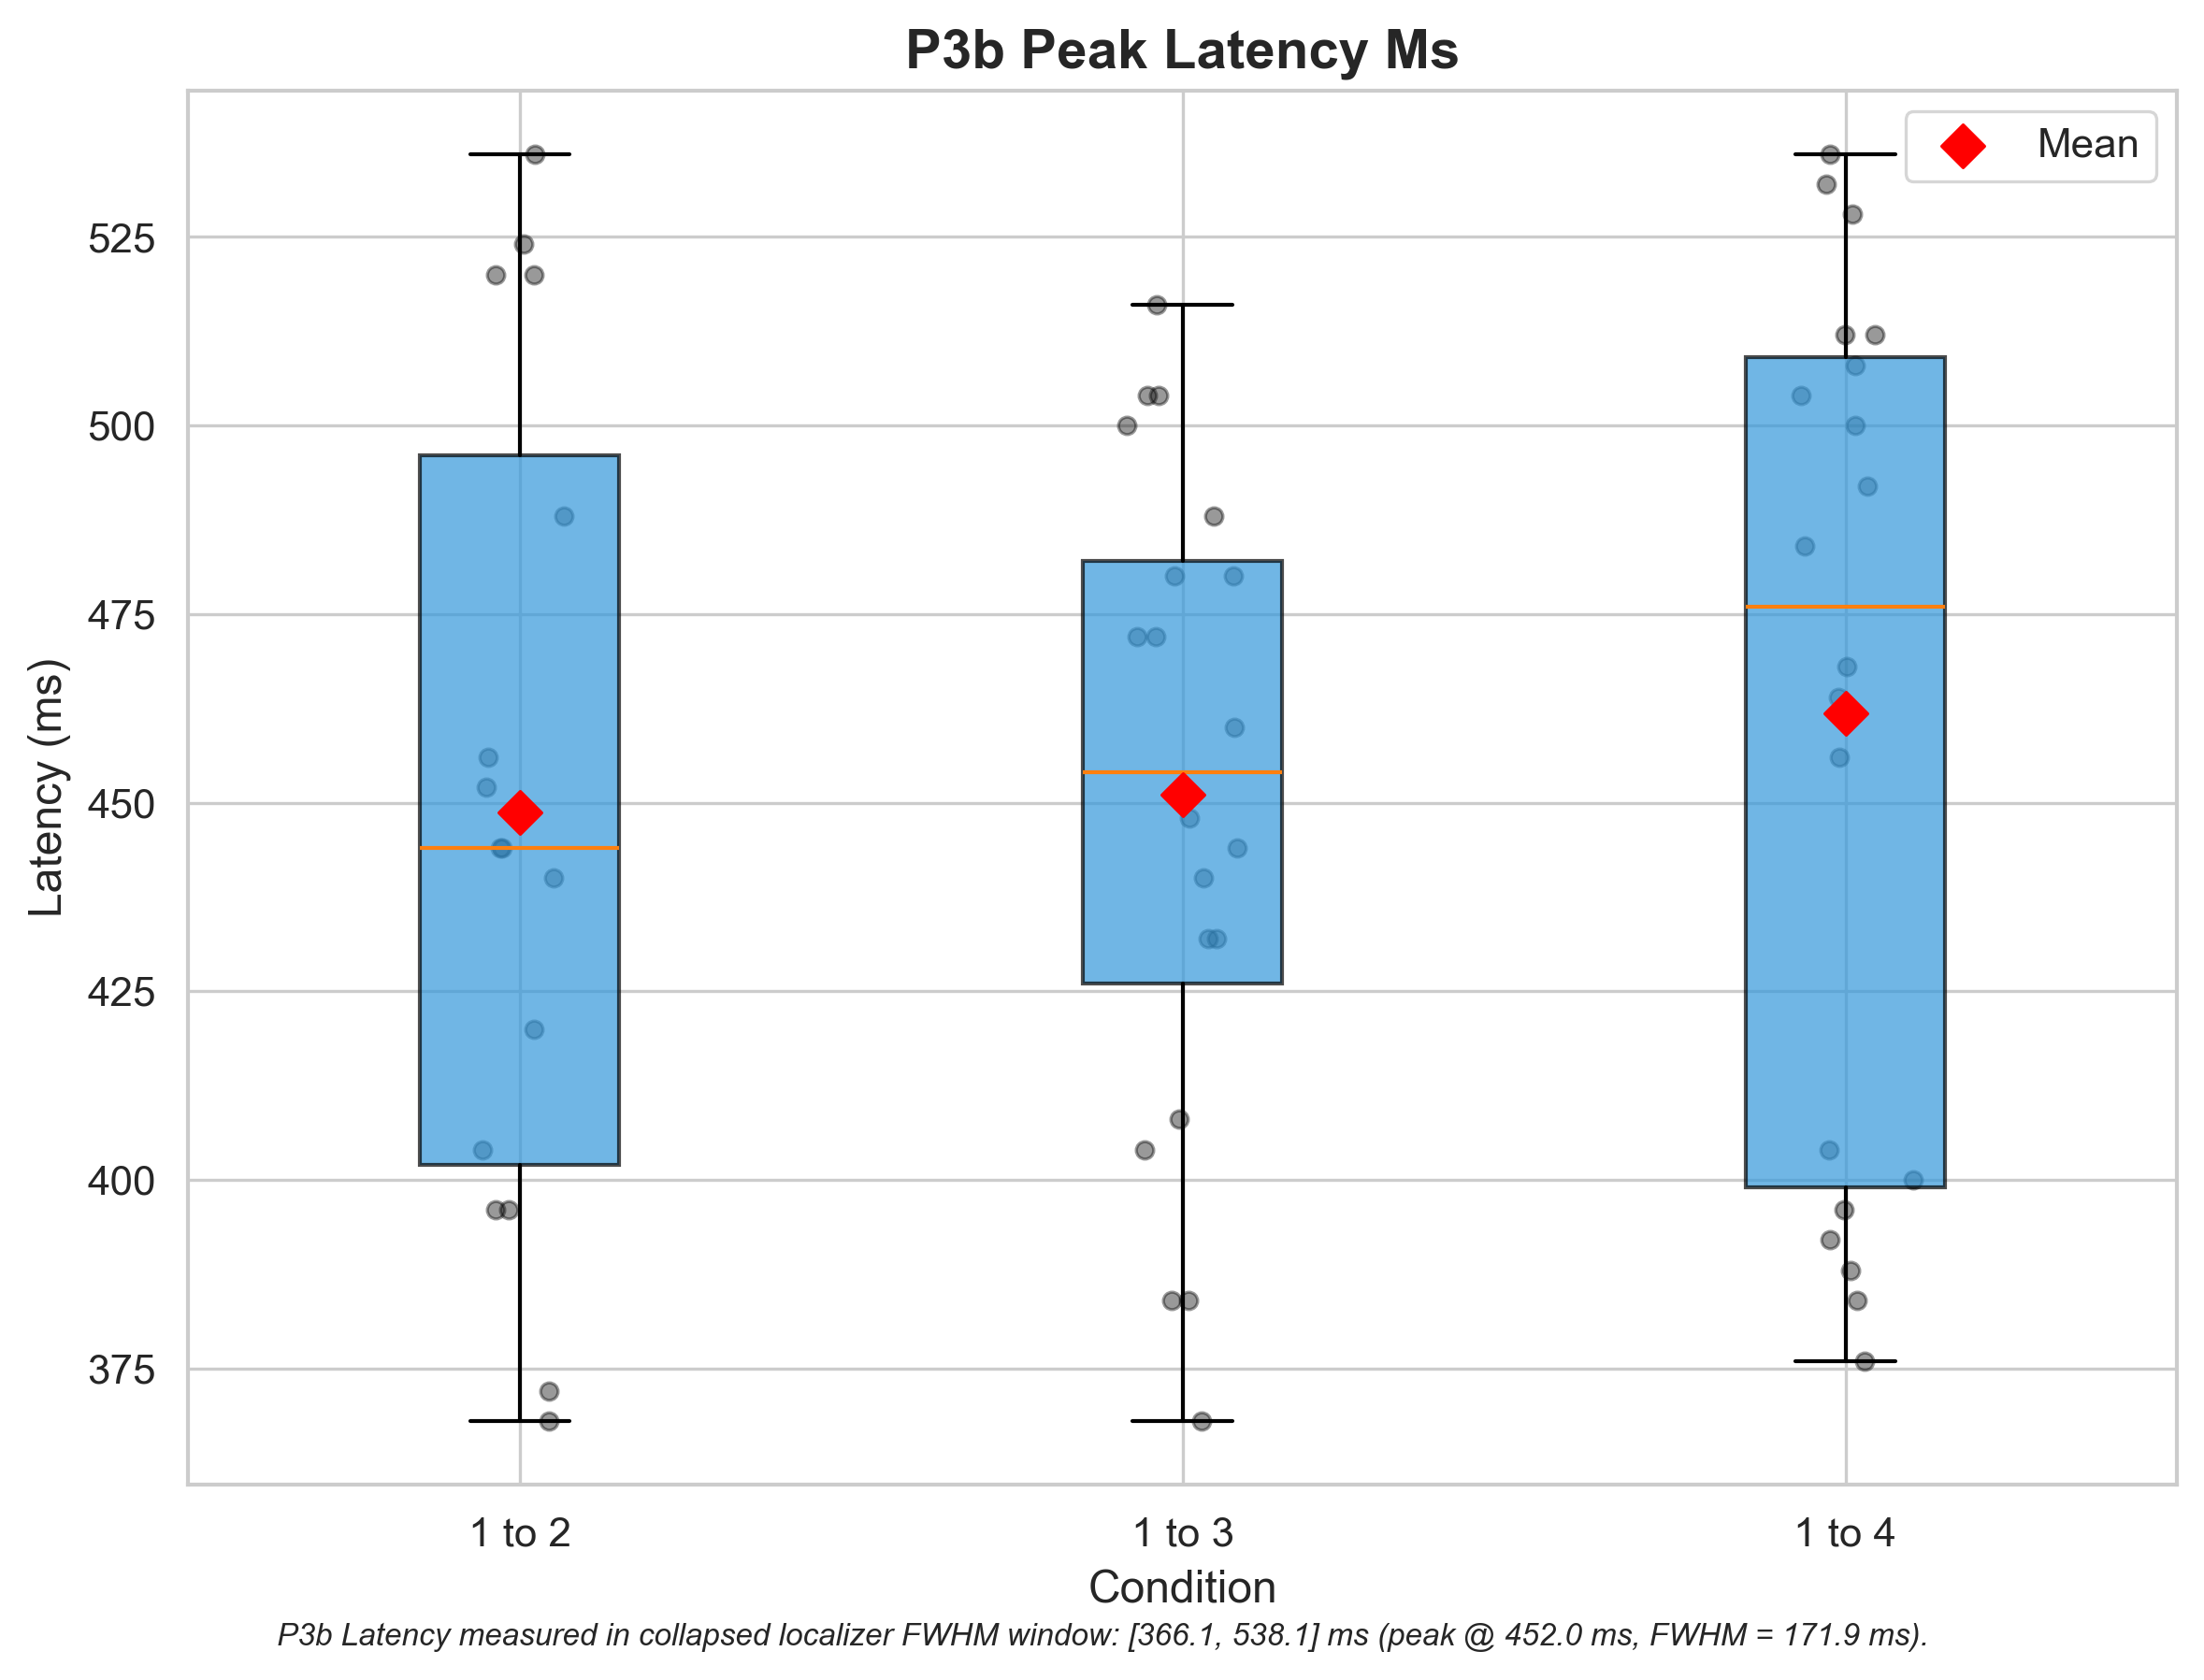 P3b Peak Latency Ms
Mean
525
500
475
450
425
400
375
Latency (ms)
1 to 2
1 to 3
1 to 4
Condition
P3b Latency measured in collapsed localizer FWHM window: [366.1, 538.1] ms (peak @ 452.0 ms, FWHM = 171.9 ms).